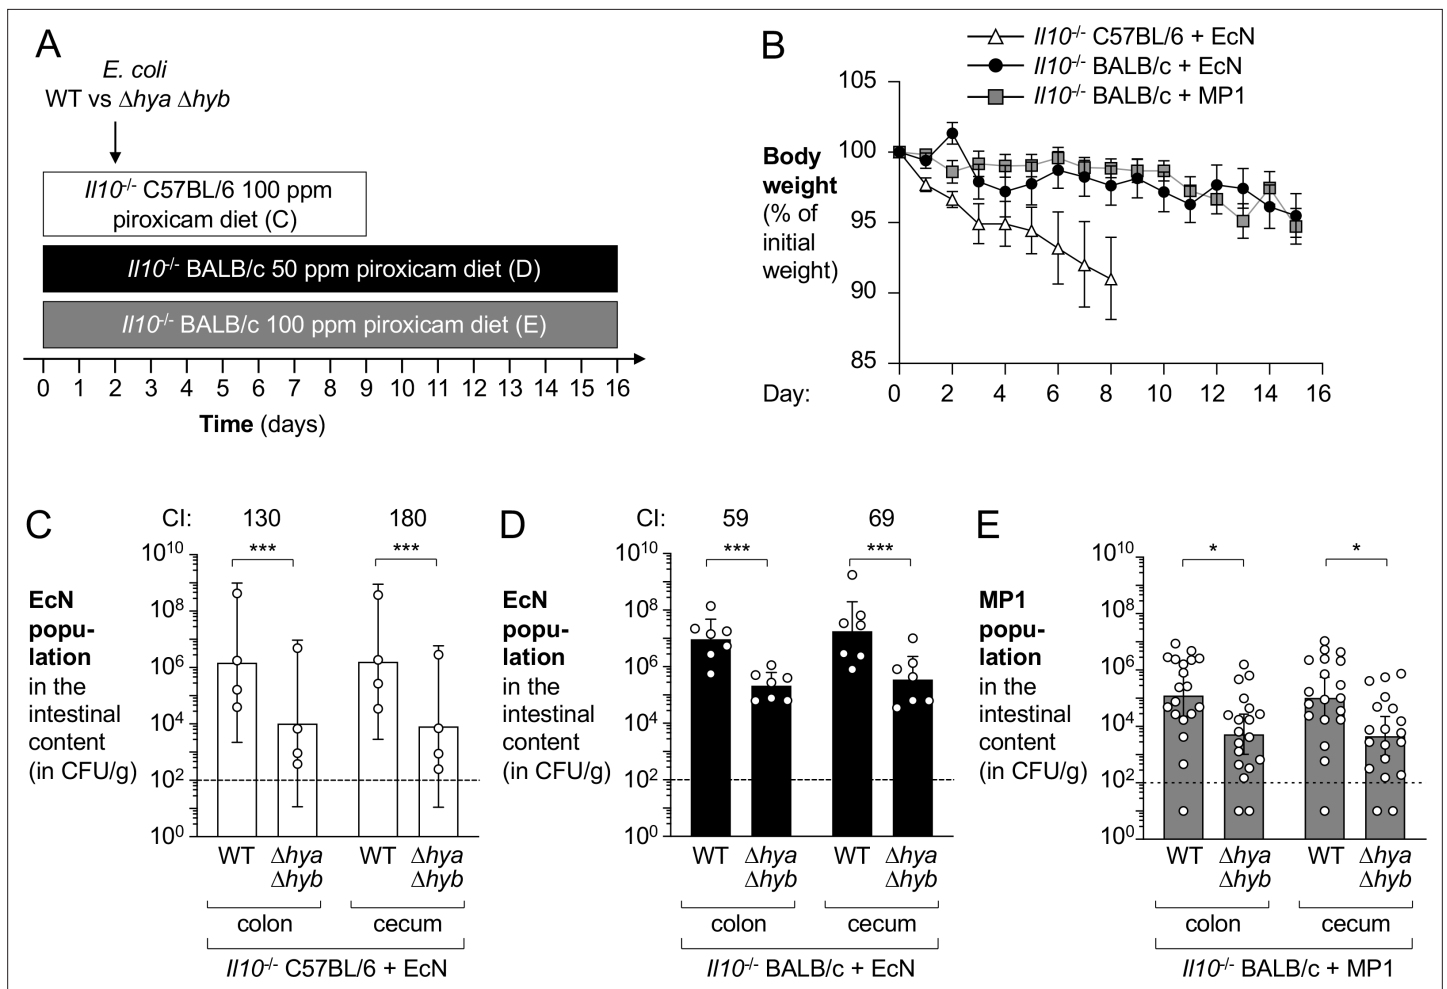 A
E. coli
WT vs Δhya Δhyb
Il10-/- C57BL/6 100 ppm
piroxicam diet (C)
Il10-/- BALB/c 50 ppm piroxicam diet (D)
Il10-/- BALB/c 100 ppm piroxicam diet (E)
0 1 2 3 4 5 6 7 8 9 10 11 12 13 14 15 16
Time (days)
B
Il10-/- C57BL/6 + EcN
Il10-/- BALB/c + EcN
Il10-/- BALB/c + MP1
105
100
95
90
85
Body
weight
(% of
initial
weight)
Day: 0 2 4 6 8 10 12 14 16
C
CI: 130 180
*** ***
10^10
10^8
10^6
10^4
10^2
10^0
EcN
popu-
lation
in the
intestinal
content
(in CFU/g)
WT Δhya WT Δhya
Δhyb Δhyb
colon cecum
Il10-/- C57BL/6 + EcN
D
CI: 59 69
*** ***
10^10
10^8
10^6
10^4
10^2
10^0
EcN
popu-
lation
in the
intestinal
content
(in CFU/g)
WT Δhya WT Δhya
Δhyb Δhyb
colon cecum
Il10-/- BALB/c + EcN
E
* *
10^10
10^8
10^6
10^4
10^2
10^0
MP1
popu-
lation
in the
intestinal
content
(in CFU/g)
WT Δhya WT Δhya
Δhyb Δhyb
colon cecum
Il10-/- BALB/c + MP1